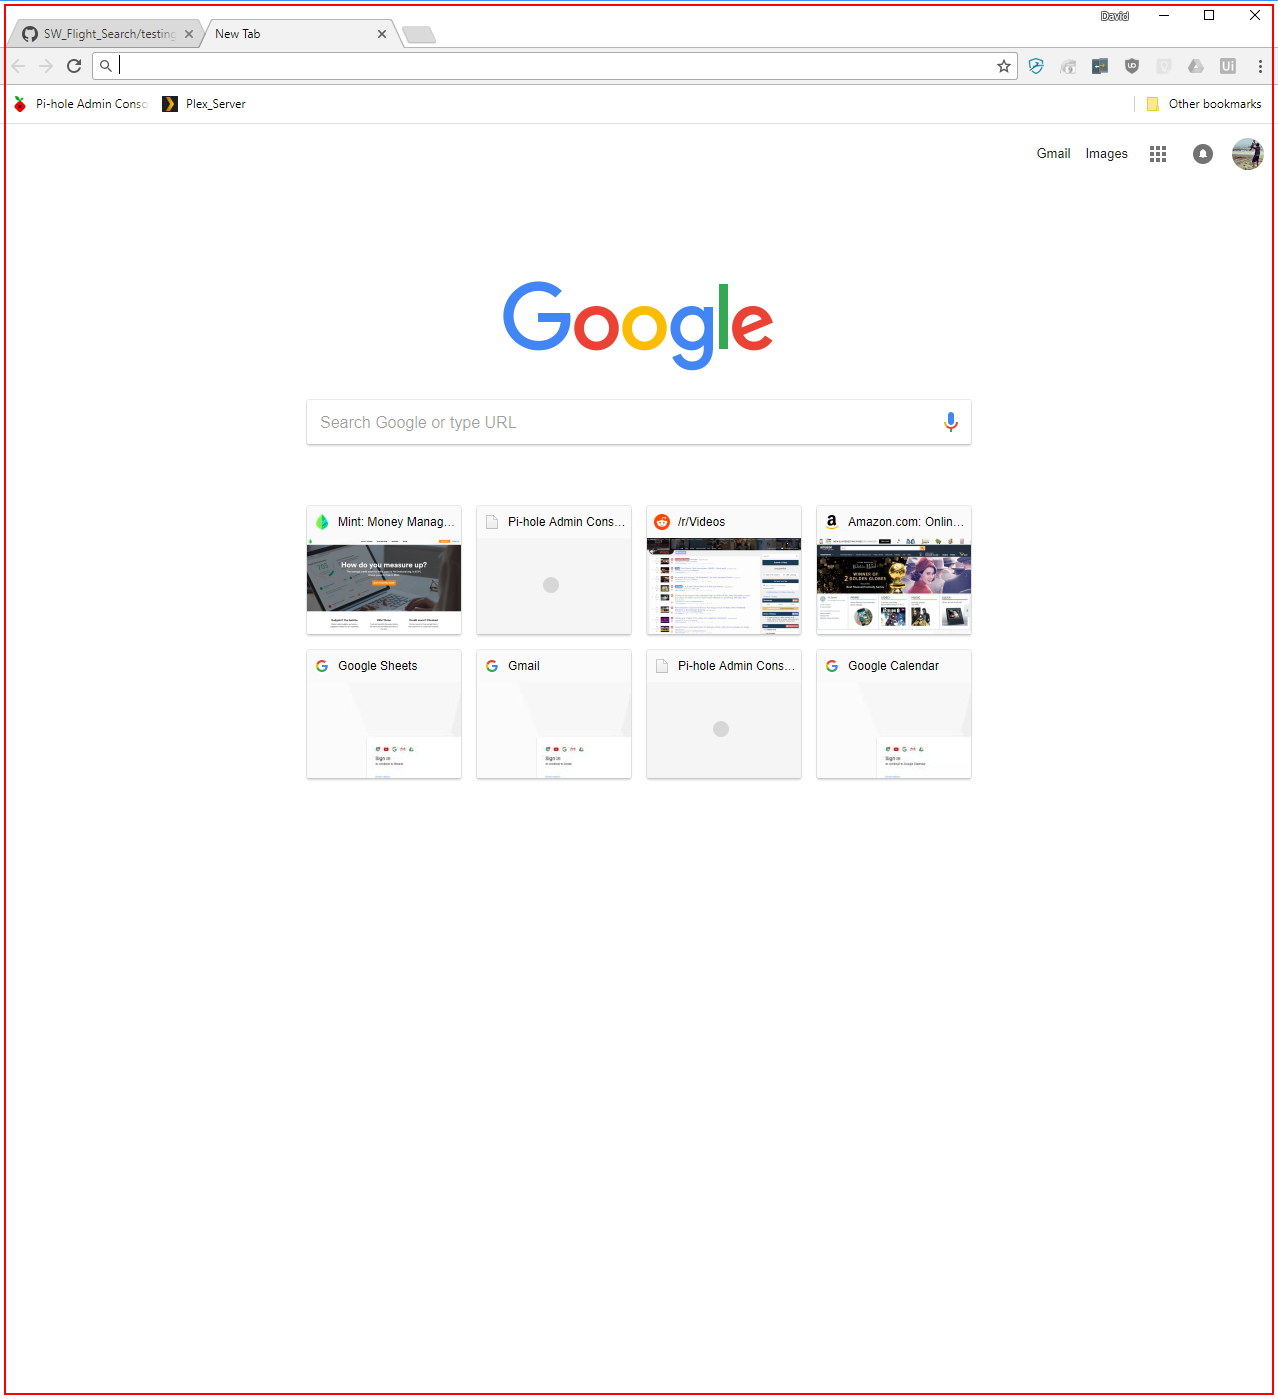 David
SW_Flight_Search/testing
New Tab
Pi-hole Admin Conso
Plex_Server
Other bookmarks
Gmail Images
Google
Search Google or type URL
Mint: Money Manag...
Pi-hole Admin Cons...
/r/Videos
Amazon.com: Onlin...
How do you measure up?
WINNER OF
2 GOLDEN GLOBES
Google Sheets
Gmail
Pi-hole Admin Cons...
Google Calendar
Sign in
Sign in
Sign in